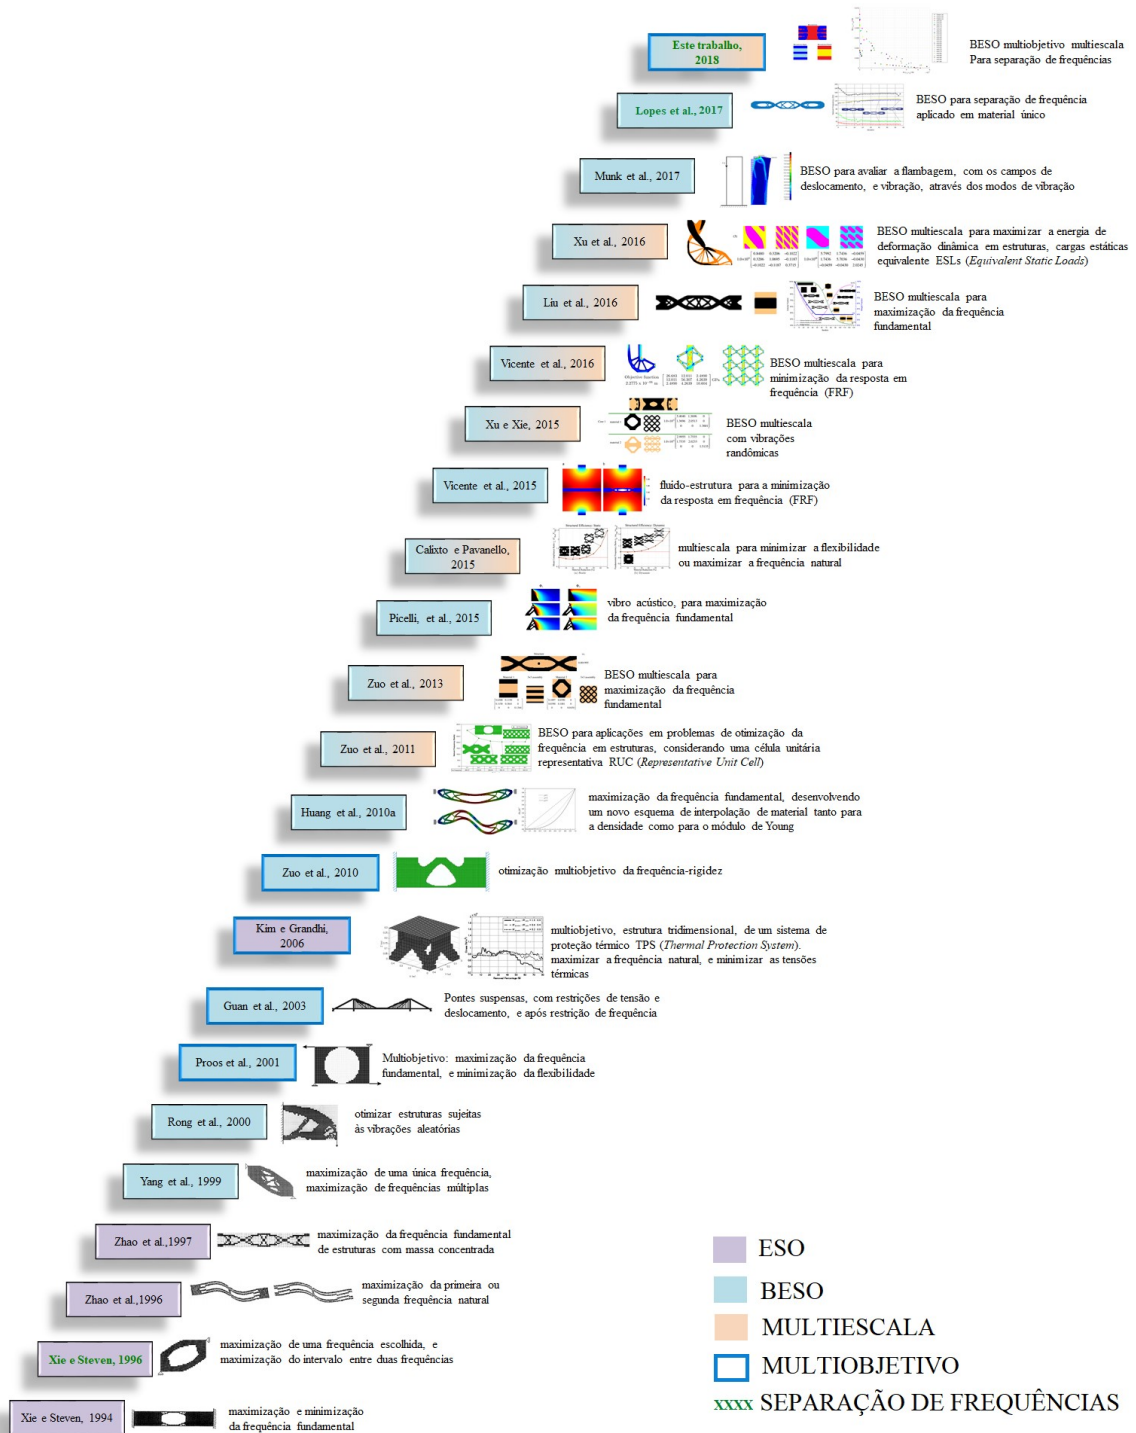 Este trabalho,
2018
BESO multiobjetivo multiescala
Para separação de frequências
Lopes et al., 2017
BESO para separação de frequência
aplicado em material único
Munk et al., 2017
BESO para avaliar a flambagem, com os campos de
deslocamento, e vibração, através dos modos de vibração
Xu et al., 2016
BESO multiescala para maximizar a energia de
deformação dinâmica em estruturas, cargas estáticas
equivalente ESLs (Equivalent Static Loads)
Liu et al., 2016
BESO multiescala para
maximização da frequência
fundamental
Vicente et al., 2016
BESO multiescala para
minimização da resposta em
frequência (FRF)
Xu e Xie, 2015
BESO multiescala
com vibrações
randômicas
Vicente et al., 2015
fluido-estrutura para a minimização
da resposta em frequência (FRF)
Calixto e Pavanello,
2015
multiescala para minimizar a flexibilidade
ou maximizar a frequência natural
Picelli, et al., 2015
vibro acústico, para maximização
da frequência fundamental
Zuo et al., 2013
BESO multiescala para
maximização da frequência
fundamental
Zuo et al., 2011
BESO para aplicações em problemas de otimização da
frequência em estruturas, considerando uma célula unitária
representativa RUC (Representative Unit Cell)
Huang et al., 2010a
maximização da frequência fundamental, desenvolvendo
um novo esquema de interpolação de material tanto para
a densidade como para o módulo de Young
Zuo et al., 2010
otimização multiobjetivo da frequência-rigidez
Kim e Grandhi,
2006
multiobjetivo, estrutura tridimensional, de um sistema de
proteção térmico TPS (Thermal Protection System).
maximizar a frequência natural, e minimizar as tensões
térmicas
Guan et al., 2003
Pontes suspensas, com restrições de tensão e
deslocamento, e após restrição de frequência
Proos et al., 2001
Multiobjetivo: maximização da frequência
fundamental, e minimização da flexibilidade
Rong et al., 2000
otimizar estruturas sujeitas
às vibrações aleatórias
Yang et al., 1999
maximização de uma única frequência,
maximização de frequências múltiplas
Zhao et al.,1997
maximização da frequência fundamental
de estruturas com massa concentrada
Zhao et al.,1996
maximização da primeira ou
segunda frequência natural
Xie e Steven, 1996
maximização de uma frequência escolhida, e
maximização do intervalo entre duas frequências
Xie e Steven, 1994
maximização e minimização
da frequência fundamental
ESO
BESO
MULTIESCALA
MULTIOBJETIVO
xxxx SEPARAÇÃO DE FREQUÊNCIAS